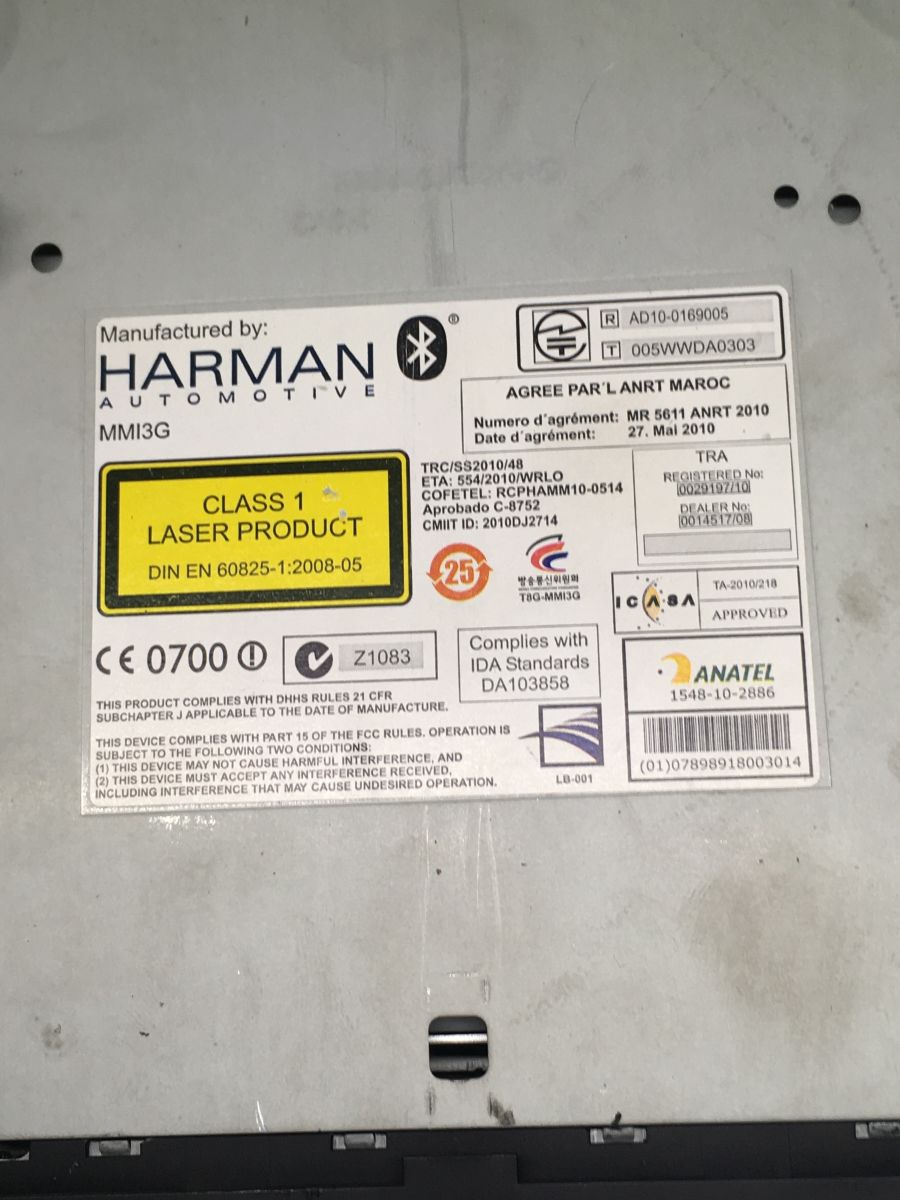 Manufactured by:
HARMAN
AUTOMOTIVE
MMI3G
®
R AD10-0169005
T 005WWDA0303
AGREE PAR´L ANRT MAROC
Numero d´agrément: MR 5611 ANRT 2010
Date d´agrément: 27. Mai 2010
CLASS 1
LASER PRODUCT
DIN EN 60825-1:2008-05
TRC/SS2010/48
ETA: 554/2010/WRLO
COFETEL: RCPHAMM10-0514
Aprobado C-8752
CMIIT ID: 2010DJ2714
TRA
REGISTERED No:
0029197/10
DEALER No:
0014517/08
25
방송통신위원회
T8G-MMI3G
ICASA
TA-2010/218
APPROVED
CE 0700
Z1083
Complies with
IDA Standards
DA103858
ANATEL
1548-10-2886
(01)07898918003014
THIS PRODUCT COMPLIES WITH DHHS RULES 21 CFR
SUBCHAPTER J APPLICABLE TO THE DATE OF MANUFACTURE.
THIS DEVICE COMPLIES WITH PART 15 OF THE FCC RULES. OPERATION IS
SUBJECT TO THE FOLLOWING TWO CONDITIONS:
(1) THIS DEVICE MAY NOT CAUSE HARMFUL INTERFERENCE, AND
(2) THIS DEVICE MUST ACCEPT ANY INTERFERENCE RECEIVED,
INCLUDING INTERFERENCE THAT MAY CAUSE UNDESIRED OPERATION.
LB-001